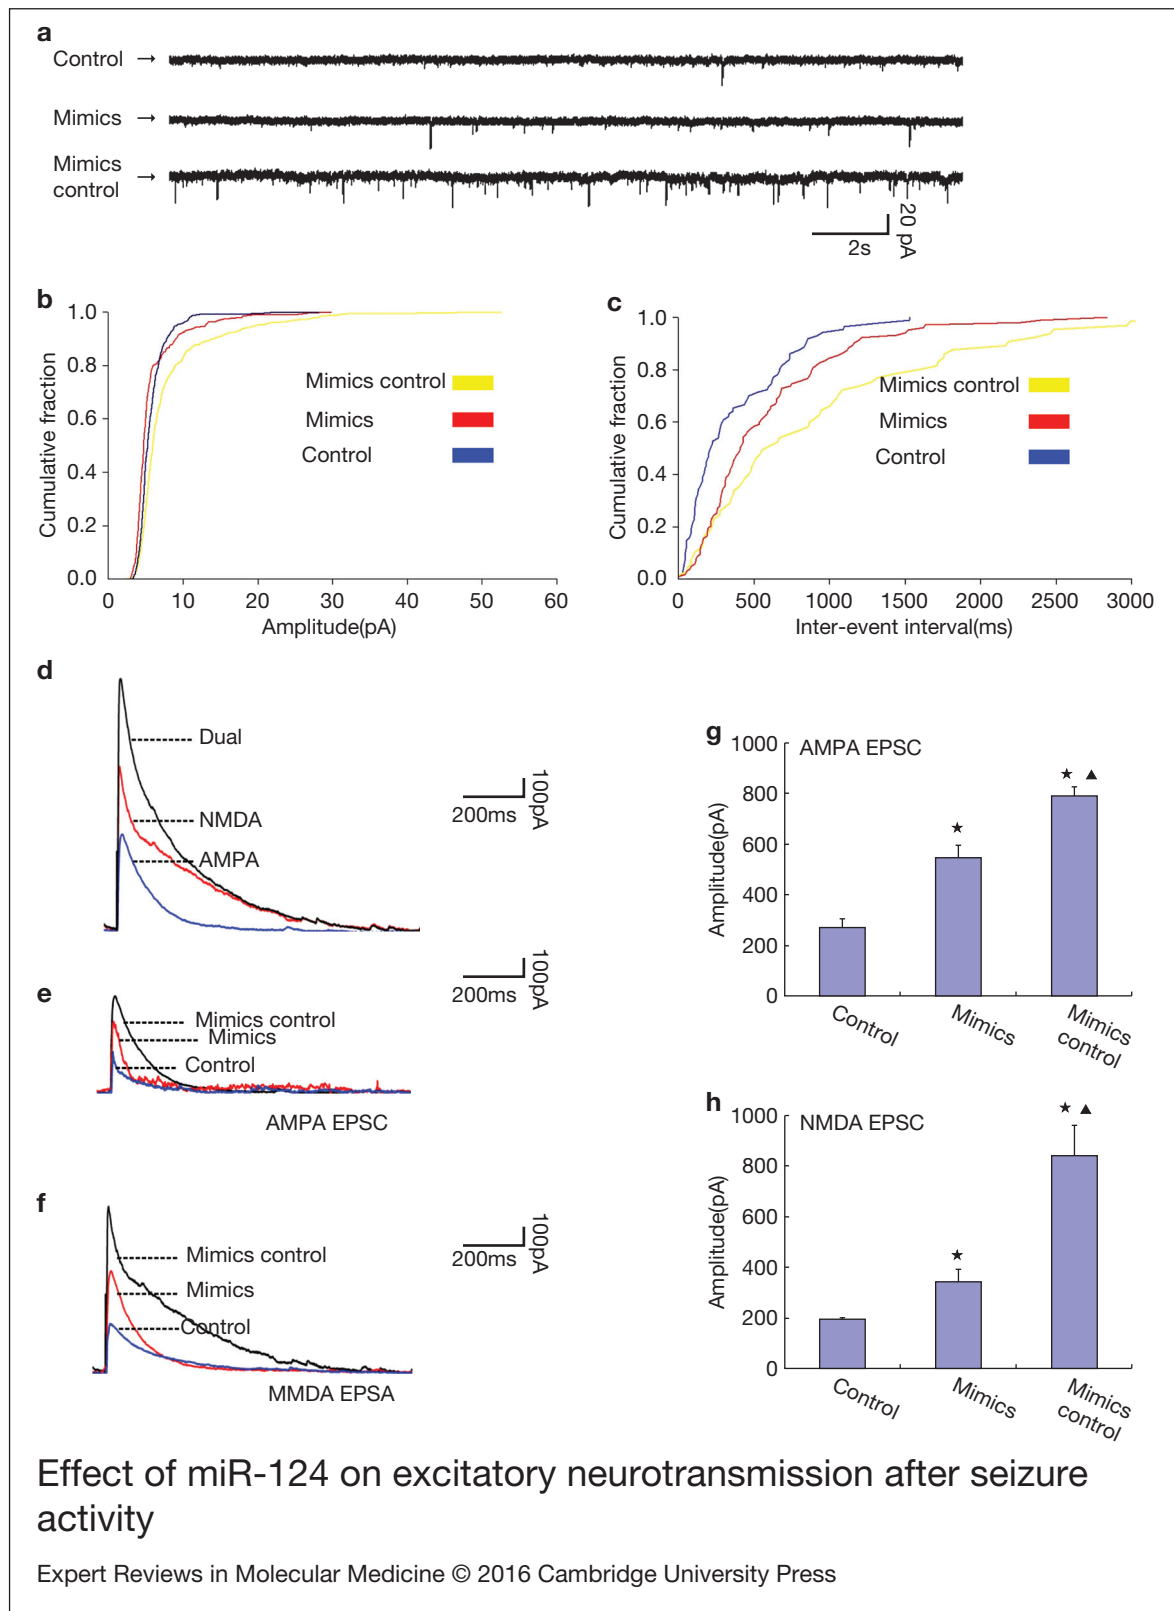 a
Control →
Mimics →
Mimics
control →
20 pA
2s
b
1.0
0.8
0.6
0.4
0.2
0.0
Cumulative fraction
Mimics control
Mimics
Control
0 10 20 30 40 50 60
Amplitude(pA)
c
1.0
0.8
0.6
0.4
0.2
0.0
Cumulative fraction
Mimics control
Mimics
Control
0 500 1000 1500 2000 2500 3000
Inter-event interval(ms)
d
Dual
NMDA
AMPA
100pA
200ms
e
100pA
200ms
Mimics control
Mimics
Control
AMPA EPSC
f
100pA
200ms
Mimics control
Mimics
Control
MMDA EPSA
g
AMPA EPSC
1000
800
600
400
200
0
Amplitude(pA)
★
★ ▲
Control
Mimics
Mimics
control
h
NMDA EPSC
1000
800
600
400
200
0
Amplitude(pA)
★
★ ▲
Control
Mimics
Mimics
control
Effect of miR-124 on excitatory neurotransmission after seizure
activity
Expert Reviews in Molecular Medicine © 2016 Cambridge University Press